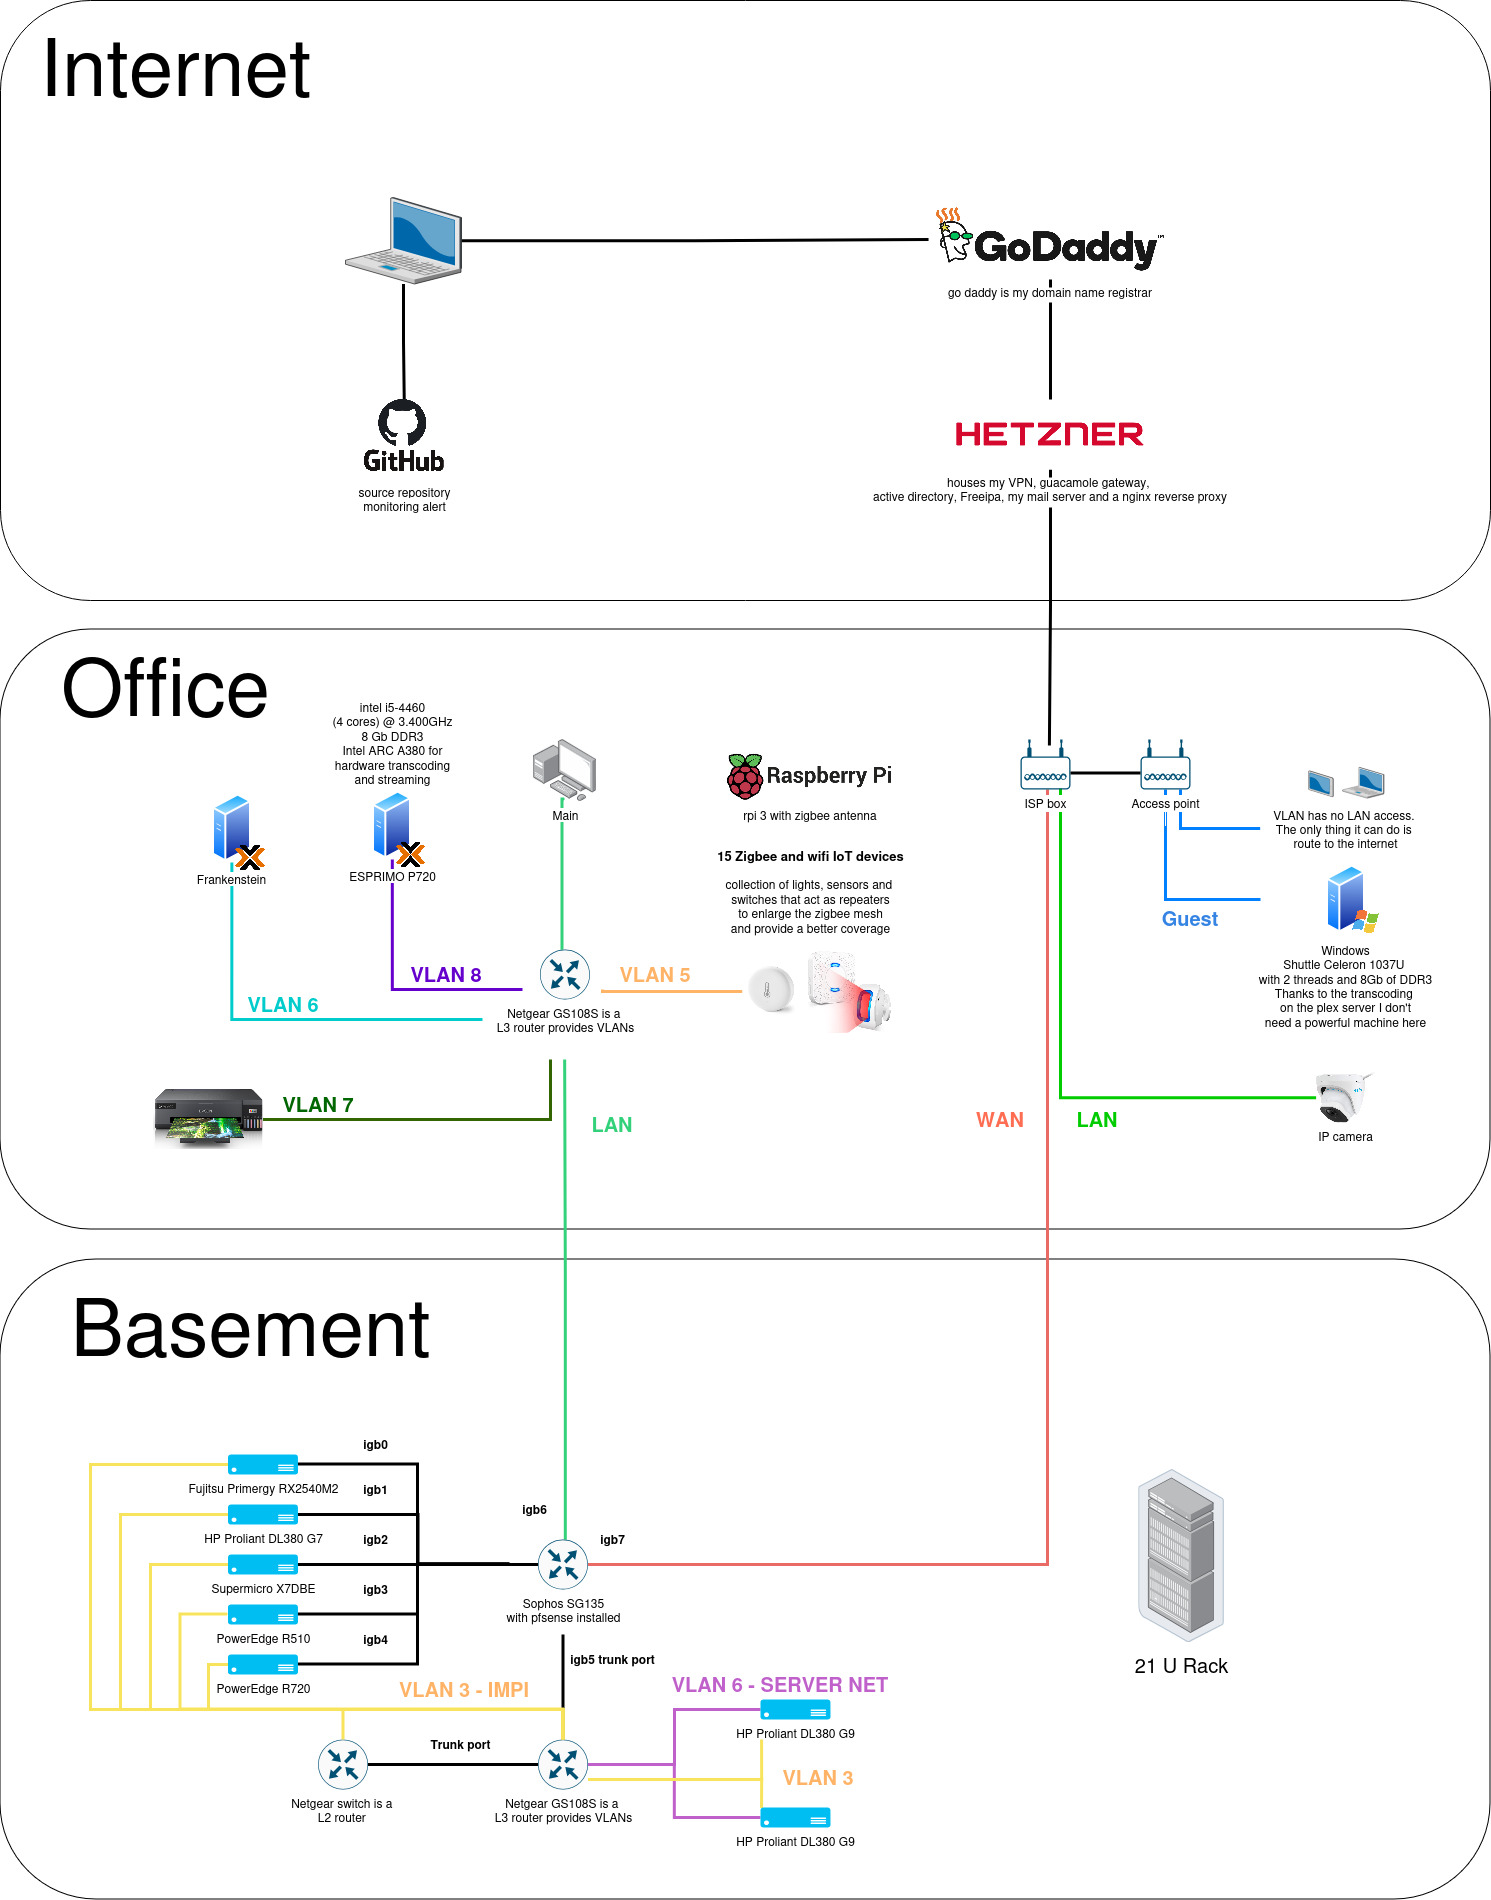 Internet
GoDaddy™
go daddy is my domain name registrar
HETZNER
houses my VPN, guacamole gateway,
active directory, Freeipa, my mail server and a nginx reverse proxy
GitHub
source repository
monitoring alert
Office
intel i5-4460
(4 cores) @ 3.400GHz
8 Gb DDR3
Intel ARC A380 for
hardware transcoding
and streaming
Frankenstein
ESPRIMO P720
Main
Raspberry Pi
rpi 3 with zigbee antenna
15 Zigbee and wifi IoT devices
collection of lights, sensors and
switches that act as repeaters
to enlarge the zigbee mesh
and provide a better coverage
ISP box
Access point
VLAN has no LAN access.
The only thing it can do is
route to the internet
Guest
Windows
Shuttle Celeron 1037U
with 2 threads and 8Gb of DDR3
Thanks to the transcoding
on the plex server I don't
need a powerful machine here
VLAN 8
VLAN 5
VLAN 6
Netgear GS108S is a
L3 router provides VLANs
VLAN 7
LAN
WAN
LAN
IP camera
Basement
igb0
Fujitsu Primergy RX2540M2
igb1
HP Proliant DL380 G7
igb2
Supermicro X7DBE
igb3
PowerEdge R510
igb4
PowerEdge R720
igb6
igb7
Sophos SG135
with pfsense installed
igb5 trunk port
VLAN 3 - IMPI
VLAN 6 - SERVER NET
HP Proliant DL380 G9
Trunk port
VLAN 3
Netgear switch is a
L2 router
Netgear GS108S is a
L3 router provides VLANs
HP Proliant DL380 G9
21 U Rack